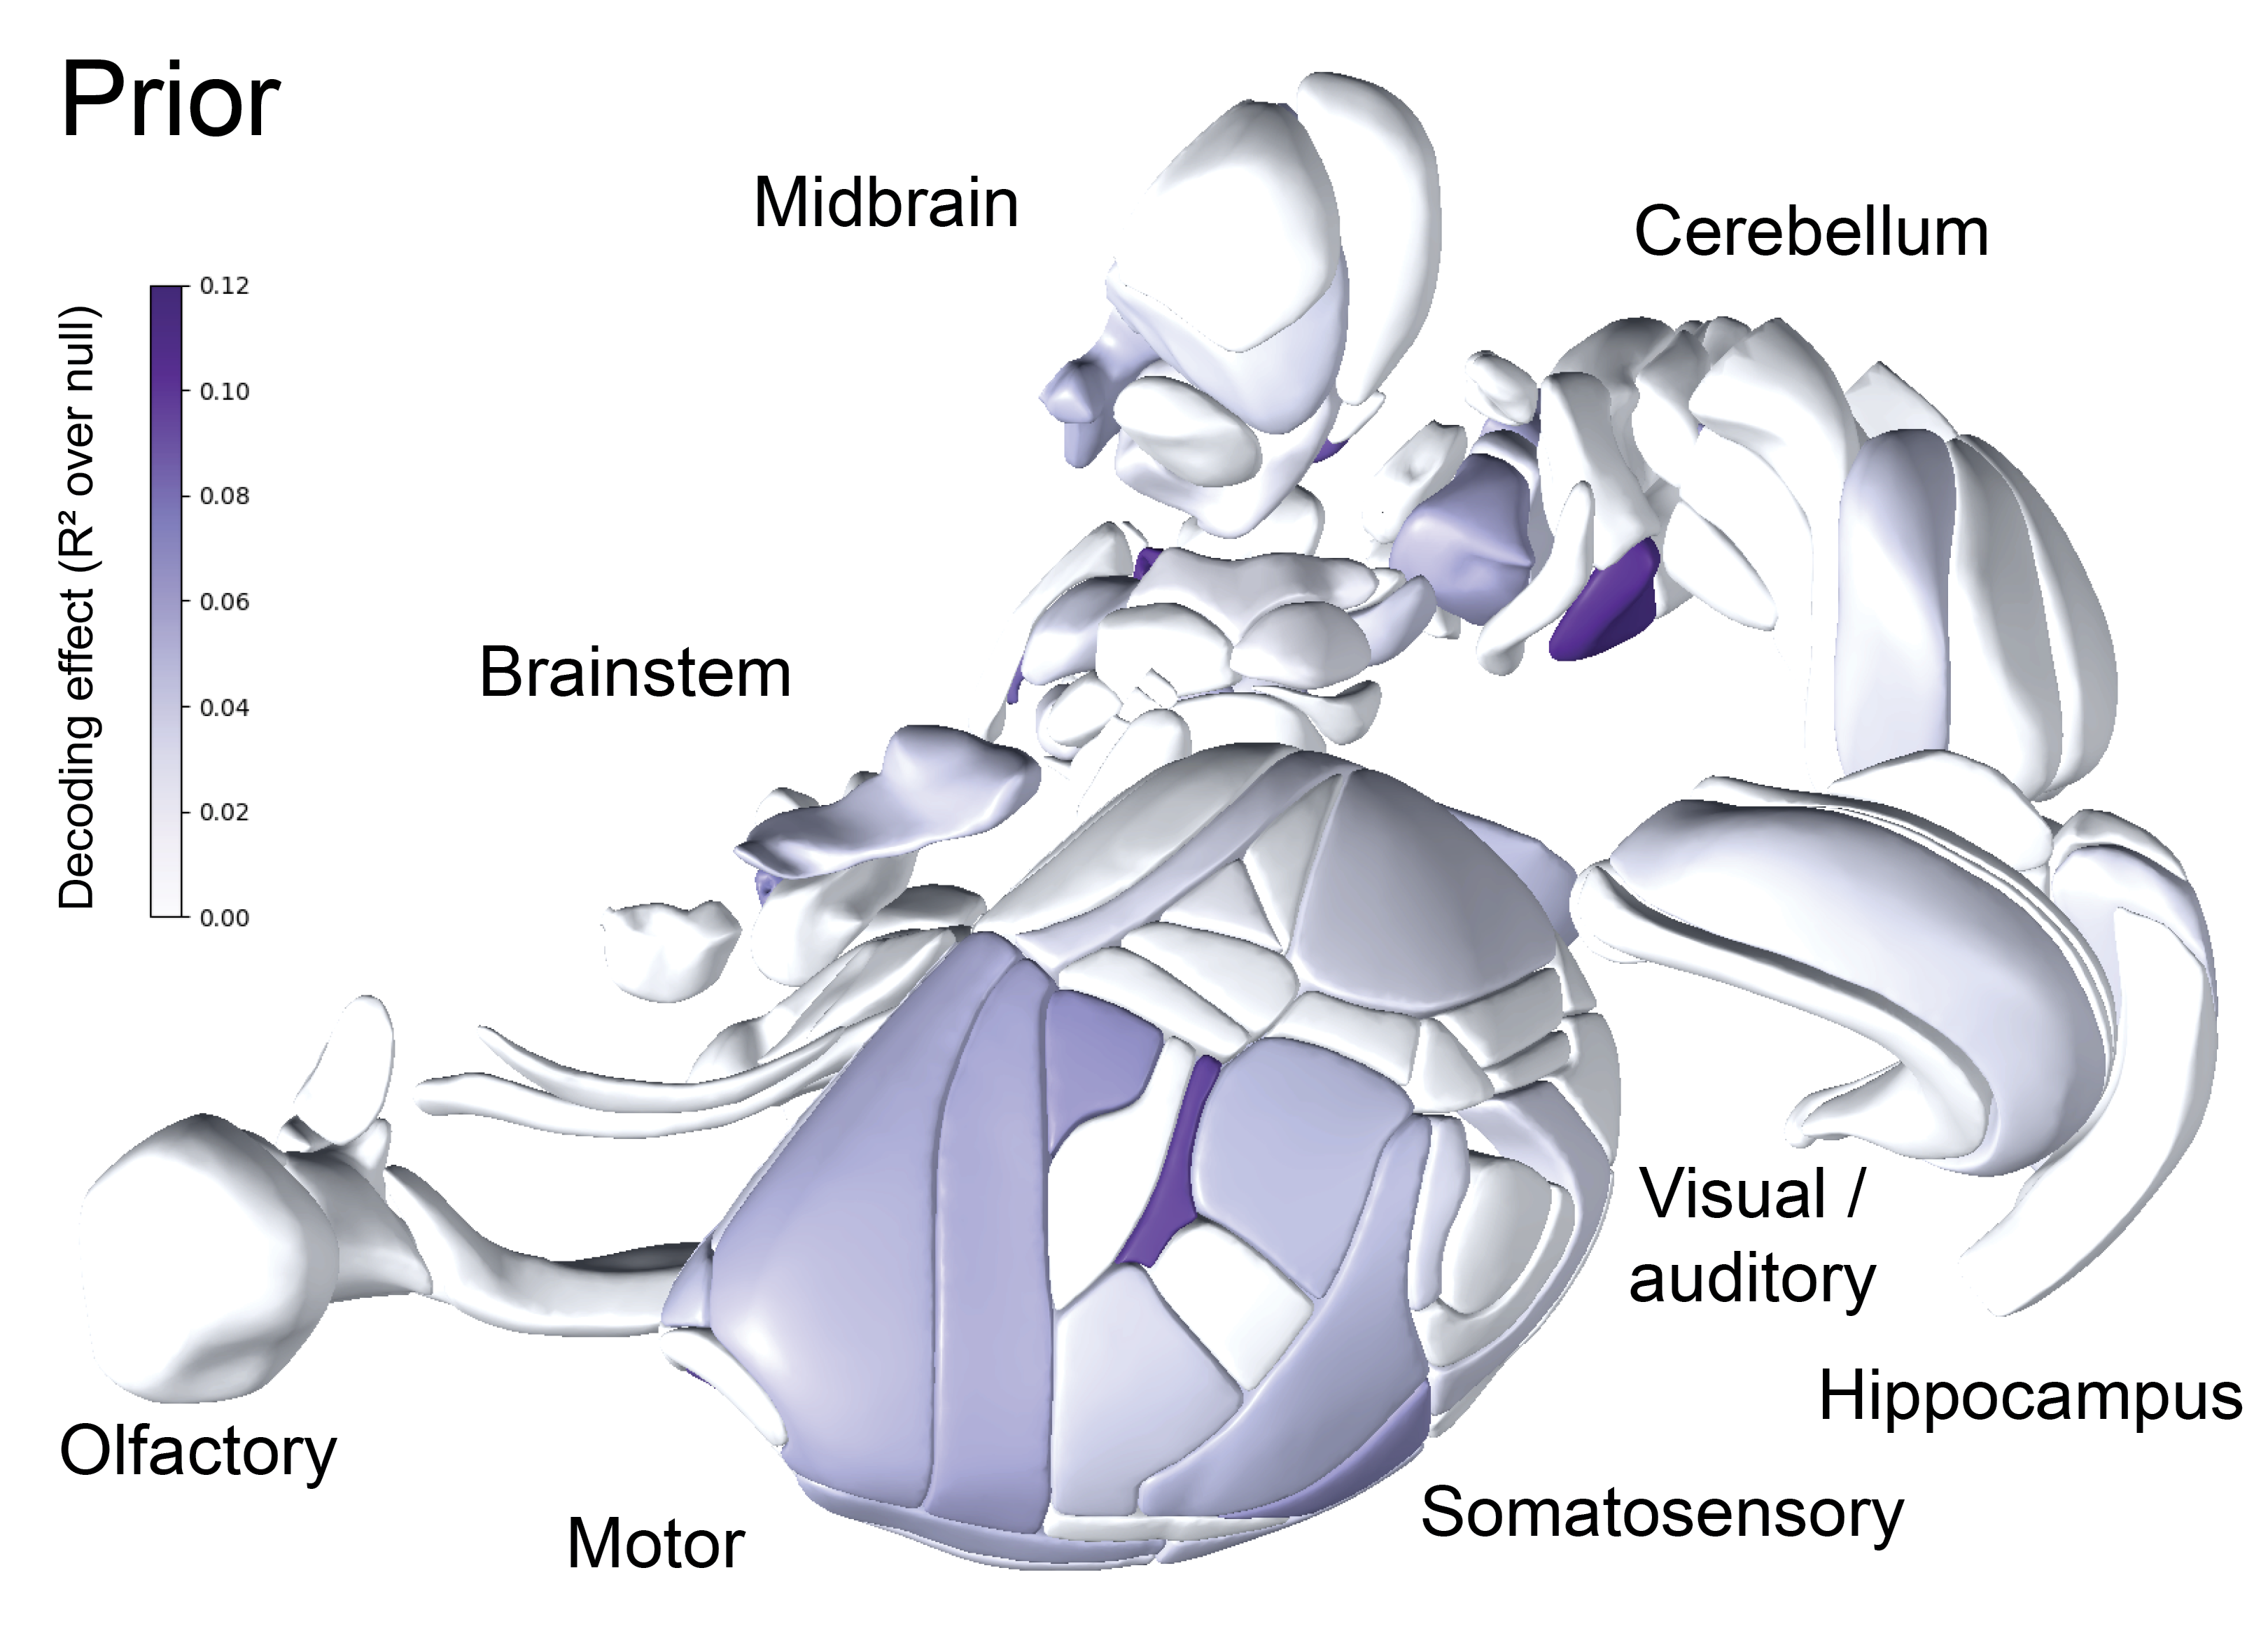 Prior
Midbrain
Cerebellum
Decoding effect (R² over null)
0.12
0.10
0.08
0.06
0.04
0.02
0.00
Brainstem
Visual /
auditory
Hippocampus
Olfactory
Somatosensory
Motor